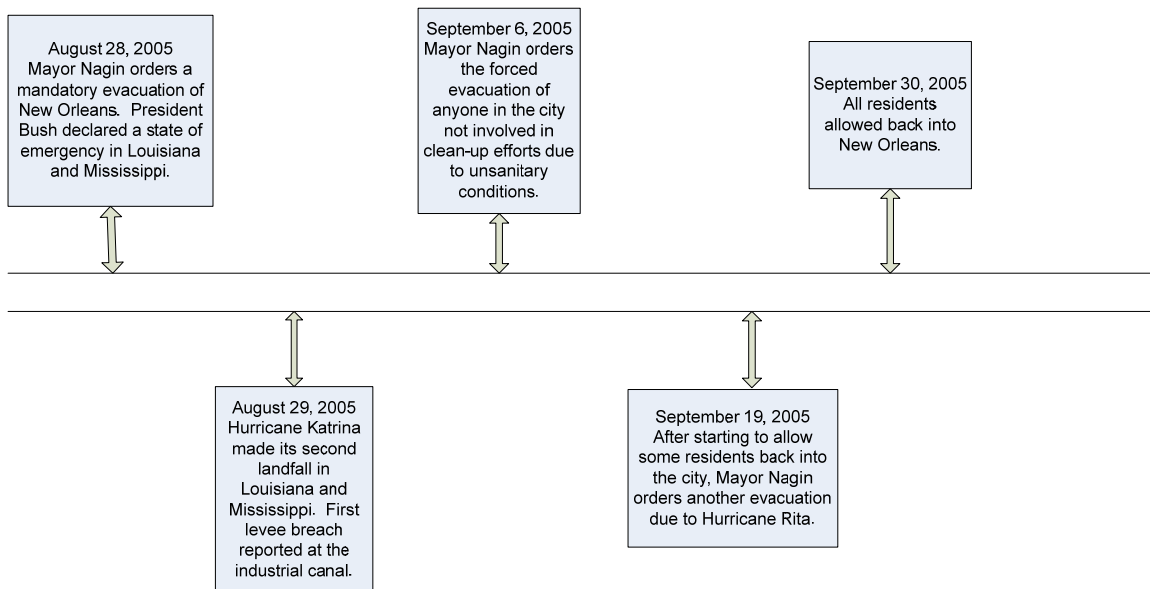 August 28, 2005
Mayor Nagin orders a
mandatory evacuation of
New Orleans.  President
Bush declared a state of
emergency in Louisiana
and Mississippi.
August 29, 2005
Hurricane Katrina
made its second
landfall in
Louisiana and
Mississippi.  First
levee breach
reported at the
industrial canal.
September 6, 2005
Mayor Nagin orders
the forced
evacuation of
anyone in the city
not involved in
clean-up efforts due
to unsanitary
conditions.
September 19, 2005
After starting to allow
some residents back into
the city, Mayor Nagin
orders another evacuation
due to Hurricane Rita.
September 30, 2005
All residents
allowed back into
New Orleans.